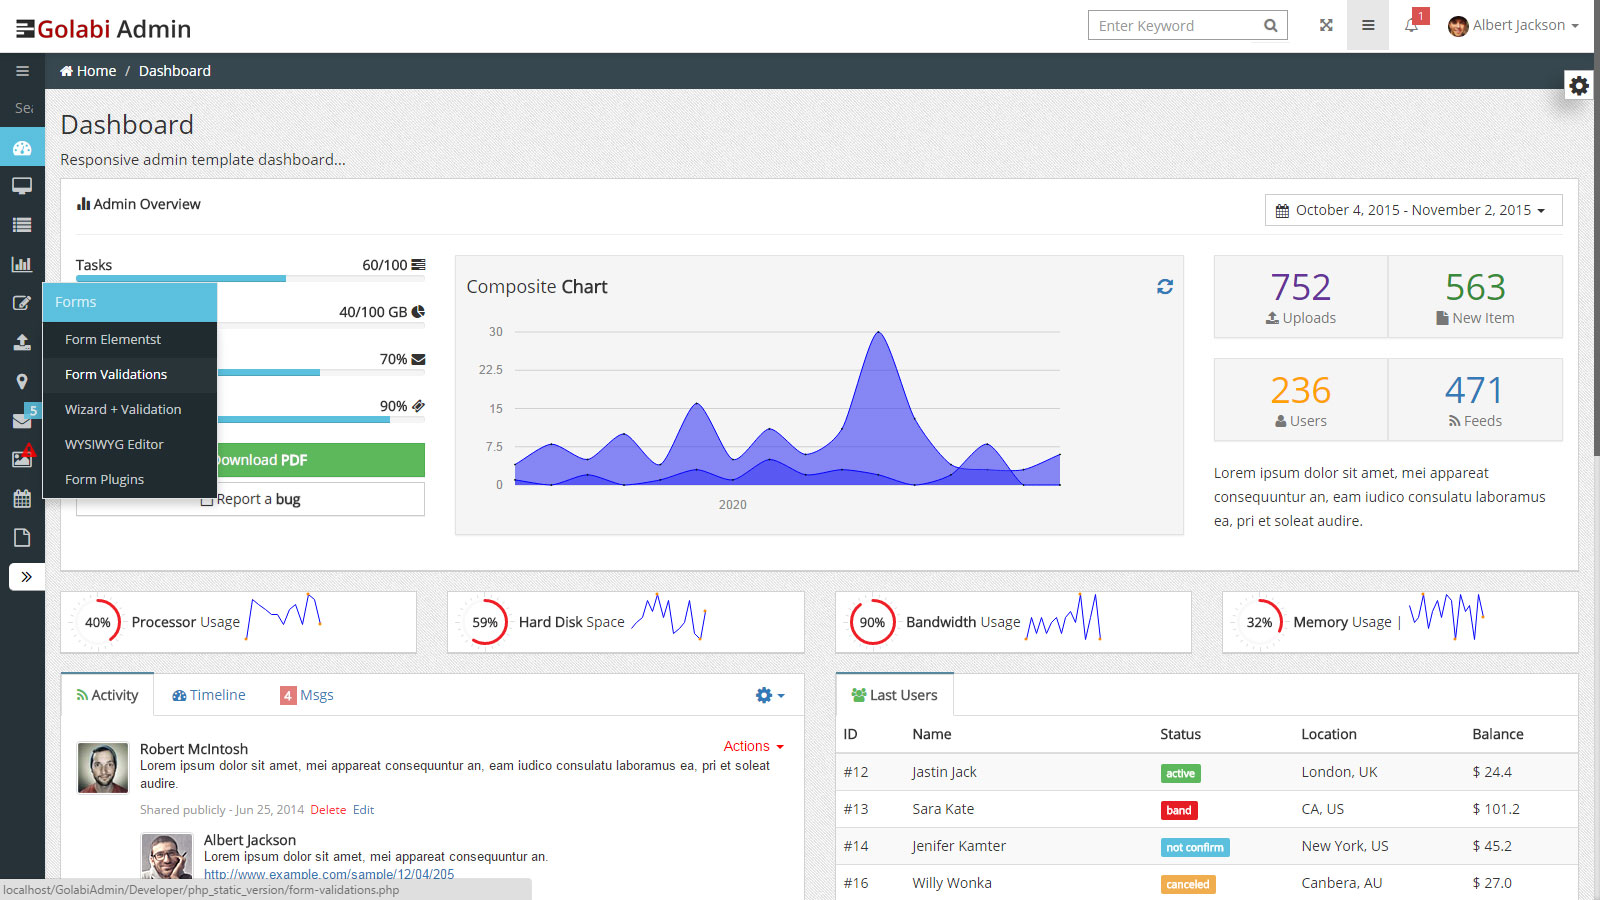 Golabi Admin
Enter Keyword
1
Albert Jackson
Home / Dashboard
Sea
Dashboard
Responsive admin template dashboard...
Admin Overview
October 4, 2015 - November 2, 2015
Tasks 60/100
40/100 GB
70%
90%
Download PDF
Report a bug
Forms
Form Elementst
Form Validations
Wizard + Validation
WYSIWYG Editor
Form Plugins
5
Composite Chart
30
22.5
15
7.5
0
2020
752
Uploads
563
New Item
236
Users
471
Feeds
Lorem ipsum dolor sit amet, mei appareat
consequuntur an, eam iudico consulatu laboramus
ea, pri et soleat audire.
40% Processor Usage
59% Hard Disk Space
90% Bandwidth Usage
32% Memory Usage |
Activity
Timeline
4 Msgs
Robert McIntosh
Actions
Lorem ipsum dolor sit amet, mei appareat consequuntur an, eam iudico consulatu laboramus ea, pri et soleat
audire.
Shared publicly - Jun 25, 2014 Delete Edit
Albert Jackson
Lorem ipsum dolor sit amet, mei appareat consequuntur an.
http://www.example.com/sample/12/04/205
Last Users
ID Name Status Location Balance
#12 Jastin Jack active London, UK $ 24.4
#13 Sara Kate band CA, US $ 101.2
#14 Jenifer Kamter not confirm New York, US $ 45.2
#16 Willy Wonka canceled Canbera, AU $ 27.0
localhost/GolabiAdmin/Developer/php_static_version/form-validations.php